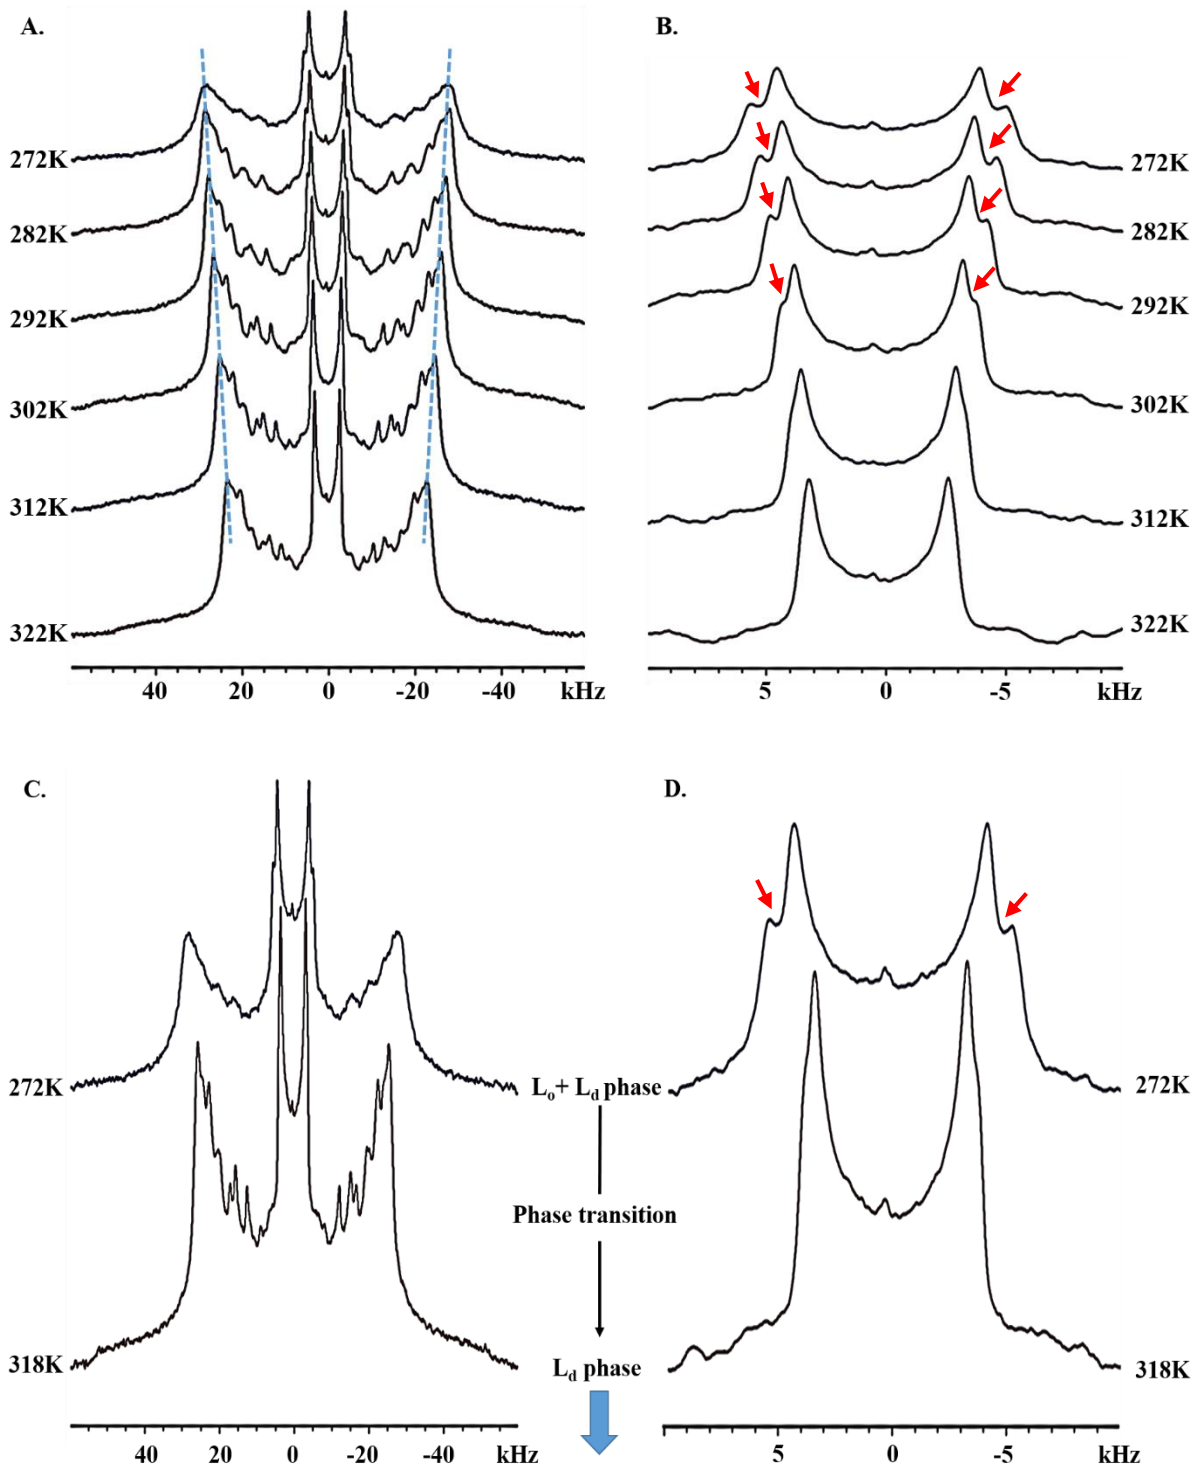 A.
B.
272K
272K
282K
282K
292K
292K
302K
302K
312K
312K
322K
322K
40 20 0 -20 -40 kHz
5 0 -5 kHz
C.
D.
272K
Lo+ Ld phase
272K
Phase transition
318K
Ld phase
318K
40 20 0 -20 -40 kHz
5 0 -5 kHz